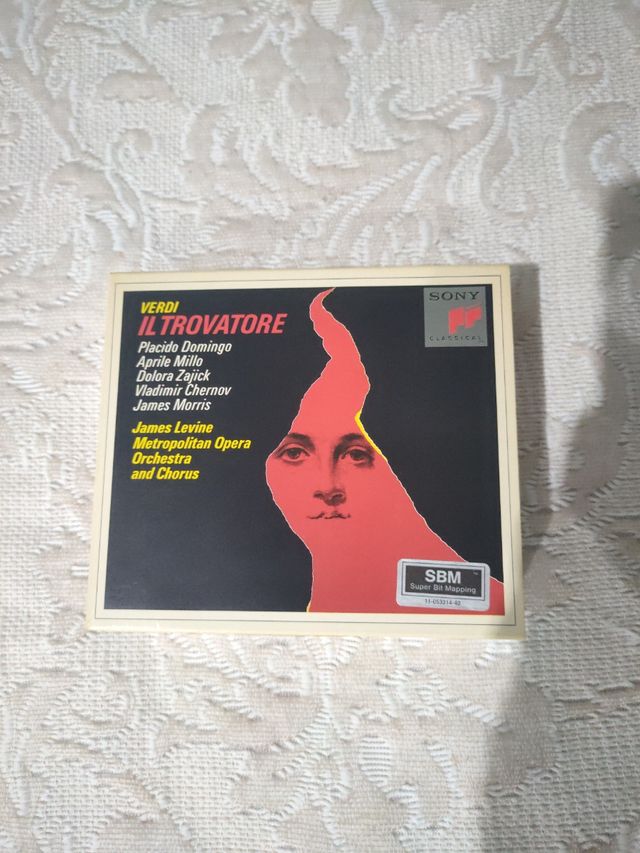 VERDI
IL TROVATORE
Placido Domingo
Aprile Millo
Dolora Zajick
Vladimir Chernov
James Morris
James Levine
Metropolitan Opera
Orchestra
and Chorus
SONY
CLASSICAL
SBM
Super Bit Mapping